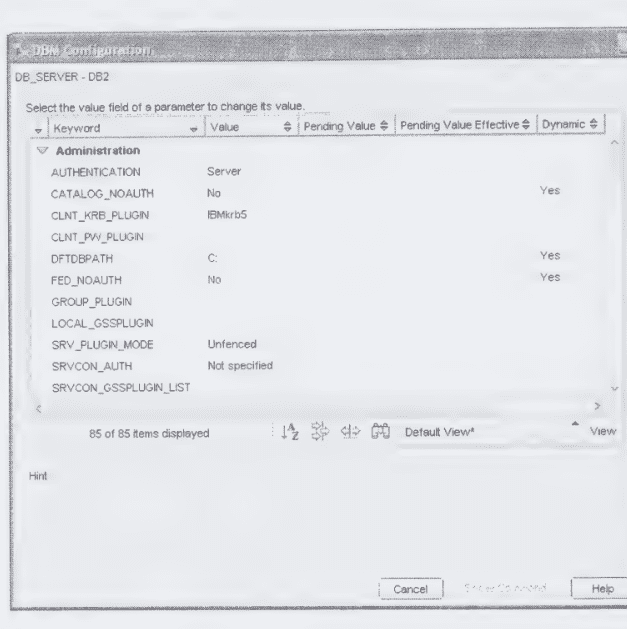 DBM Configuration
DB_SERVER - DB2
Select the value field of a parameter to change its value.
Keyword Value Pending Value Pending Value Effective Dynamic
Administration
AUTHENTICATION Server
CATALOG_NOAUTH No Yes
CLNT_KRB_PLUGIN IBMkrb5
CLNT_PW_PLUGIN
DFTDBPATH C: Yes
FED_NOAUTH No Yes
GROUP_PLUGIN
LOCAL_GSSPLUGIN
SRV_PLUGIN_MODE Unfenced
SRVCON_AUTH Not specified
SRVCON_GSSPLUGIN_LIST
85 of 85 items displayed Default View* View
Hint
Cancel Show Command Help